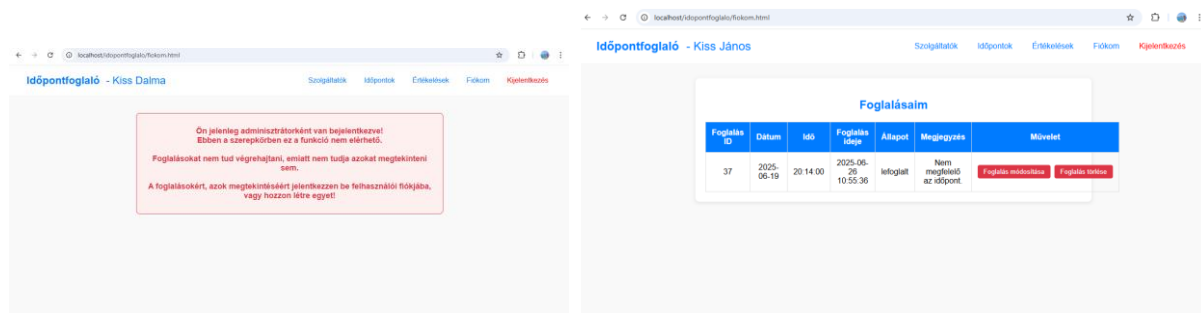 localhost/idopontfoglalo/fiokom.html
Időpontfoglaló - Kiss Dalma
Szolgáltatók Időpontok Értékelések Fiókom Kijelentkezés
Ön jelenleg adminisztrátorként van bejelentkezve!
Ebben a szerepkörben ez a funkció nem elérhető.
Foglalásokat nem tud végrehajtani, emiatt nem tudja azokat megtekinteni
sem.
A foglalásokért, azok megtekintéséért jelentkezzen be felhasználói fiókjába,
vagy hozzon létre egyet!
localhost/idopontfoglalo/fiokom.html
Időpontfoglaló - Kiss János
Szolgáltatók Időpontok Értékelések Fiókom Kijelentkezés
Foglalásaim
Foglalás ID Dátum Idő Foglalás ideje Állapot Megjegyzés Művelet
37 2025-06-19 20:14:00 2025-06-26 10:55:36 lefoglalt Nem megfelelő az időpont. Foglalás módosítása Foglalás törlése